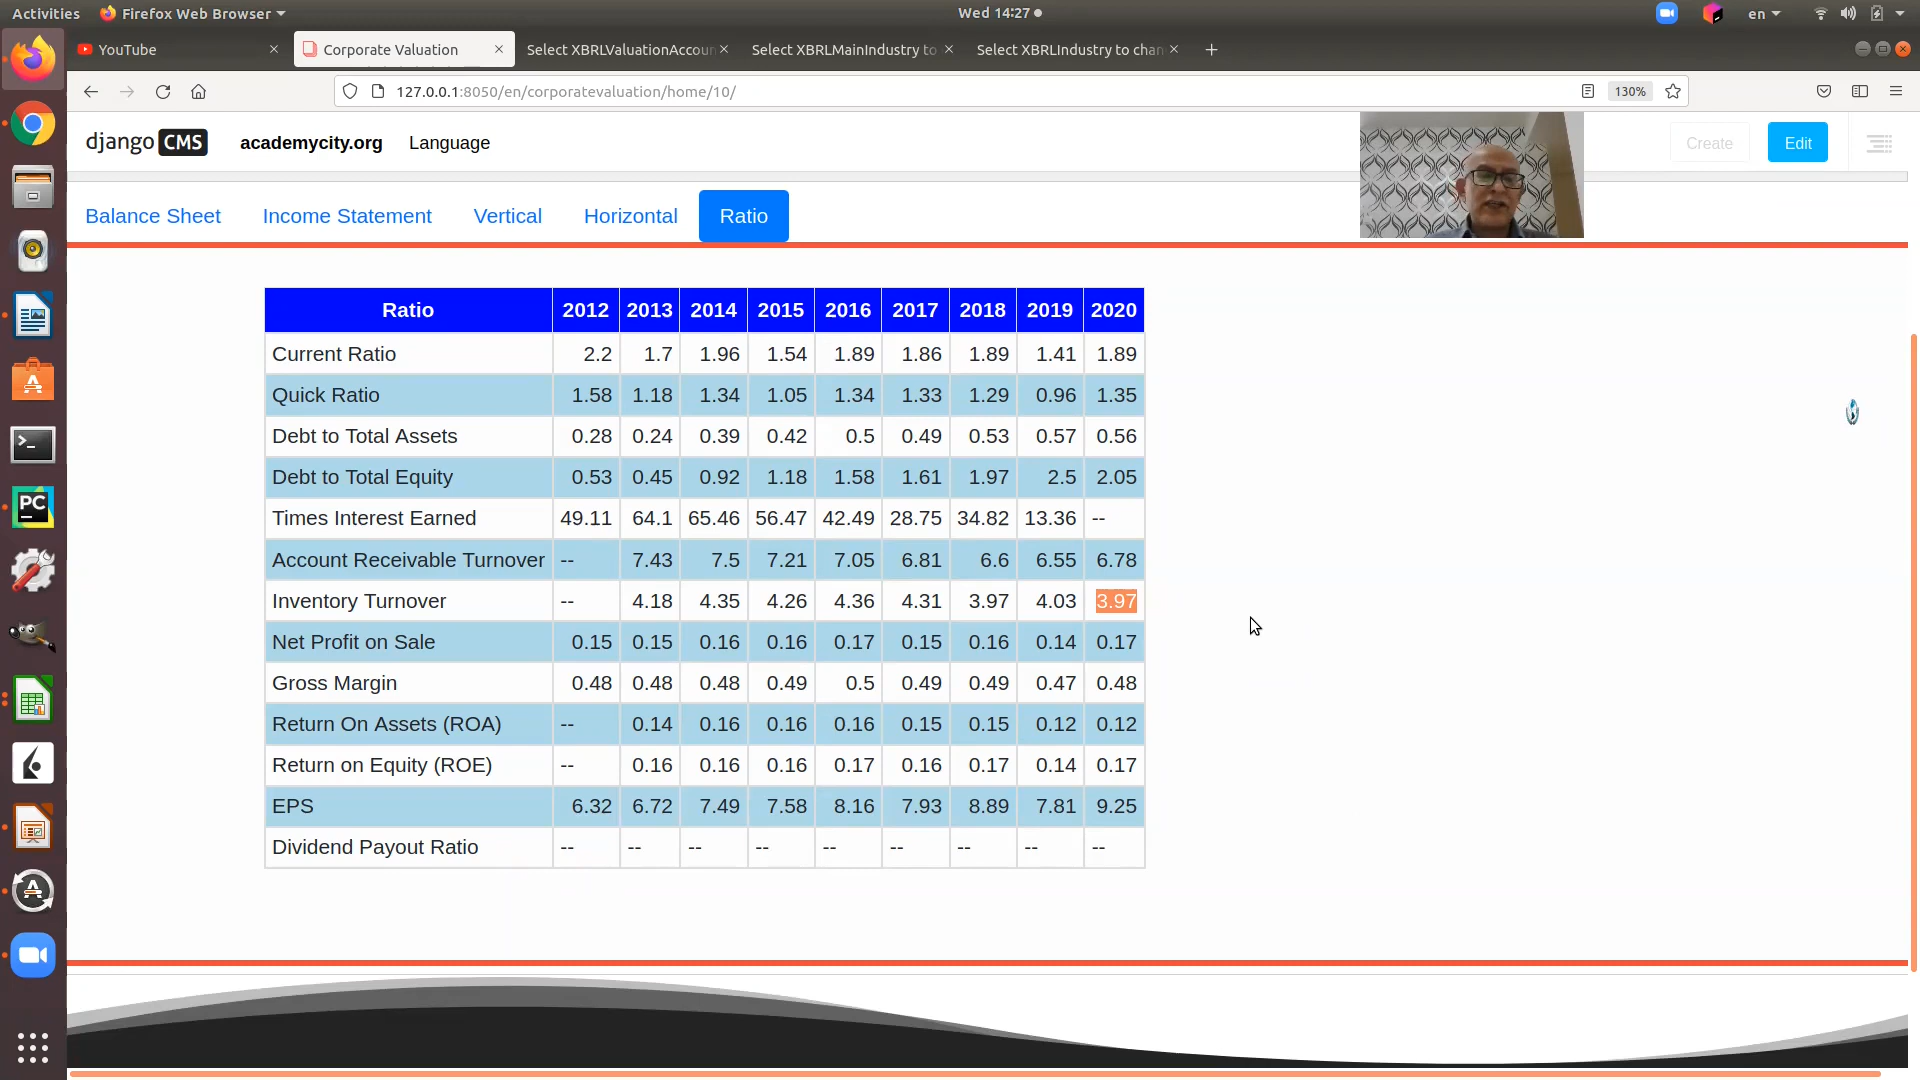 Activities Firefox Web Browser Wed 14:27 en
YouTube Corporate Valuation Select XBRLValuationAccoun Select XBRLMainIndustry to Select XBRLIndustry to chan
127.0.0.1:8050/en/corporatevaluation/home/10/ 130%
django CMS academycity.org Language Create Edit
Balance Sheet Income Statement Vertical Horizontal Ratio
Ratio 2012 2013 2014 2015 2016 2017 2018 2019 2020
Current Ratio 2.2 1.7 1.96 1.54 1.89 1.86 1.89 1.41 1.89
Quick Ratio 1.58 1.18 1.34 1.05 1.34 1.33 1.29 0.96 1.35
Debt to Total Assets 0.28 0.24 0.39 0.42 0.5 0.49 0.53 0.57 0.56
Debt to Total Equity 0.53 0.45 0.92 1.18 1.58 1.61 1.97 2.5 2.05
Times Interest Earned 49.11 64.1 65.46 56.47 42.49 28.75 34.82 13.36 --
Account Receivable Turnover -- 7.43 7.5 7.21 7.05 6.81 6.6 6.55 6.78
Inventory Turnover -- 4.18 4.35 4.26 4.36 4.31 3.97 4.03 3.97
Net Profit on Sale 0.15 0.15 0.16 0.16 0.17 0.15 0.16 0.14 0.17
Gross Margin 0.48 0.48 0.48 0.49 0.5 0.49 0.49 0.47 0.48
Return On Assets (ROA) -- 0.14 0.16 0.16 0.16 0.15 0.15 0.12 0.12
Return on Equity (ROE) -- 0.16 0.16 0.16 0.17 0.16 0.17 0.14 0.17
EPS 6.32 6.72 7.49 7.58 8.16 7.93 8.89 7.81 9.25
Dividend Payout Ratio -- -- -- -- -- -- -- -- --
PC